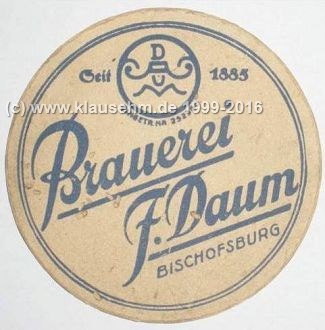 D
A U
Seit 1885
(c) www.klausehm.de 1999-2016
Brauerei
F. Daum
BISCHOFSBURG